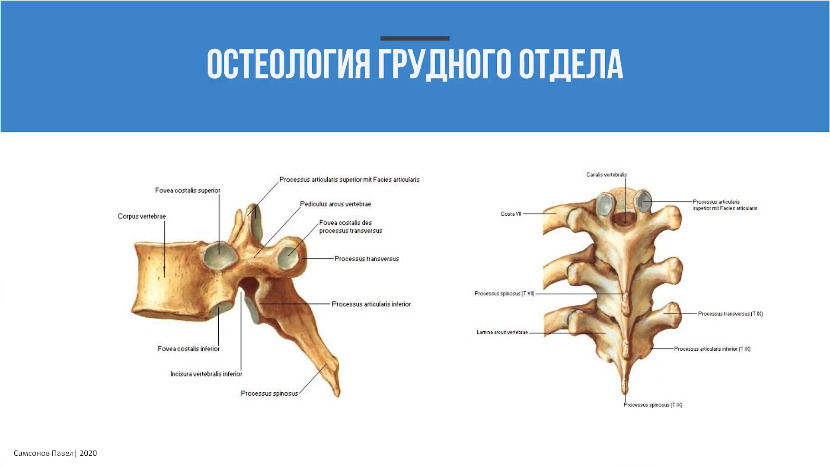 ОСТЕОЛОГИЯ ГРУДНОГО ОТДЕЛА
Processus articularis superior mit Facies articularis
Fovea costalis superior
Pediculus arcus vertebrae
Corpus vertebrae
Fovea costalis des
processus transversus
Processus transversus
Processus articularis inferior
Fovea costalis inferior
Incisura vertebralis inferior
Processus spinosus
Canalis vertebralis
Processus articularis
superior mit Facies articularis
Costa VII
Processus spinosus (T VII)
Processus transversus (T IX)
Lamina arcus vertebrae
Processus articularis inferior (T IX)
Processus spinosus (T IX)
Самсонов Павел| 2020